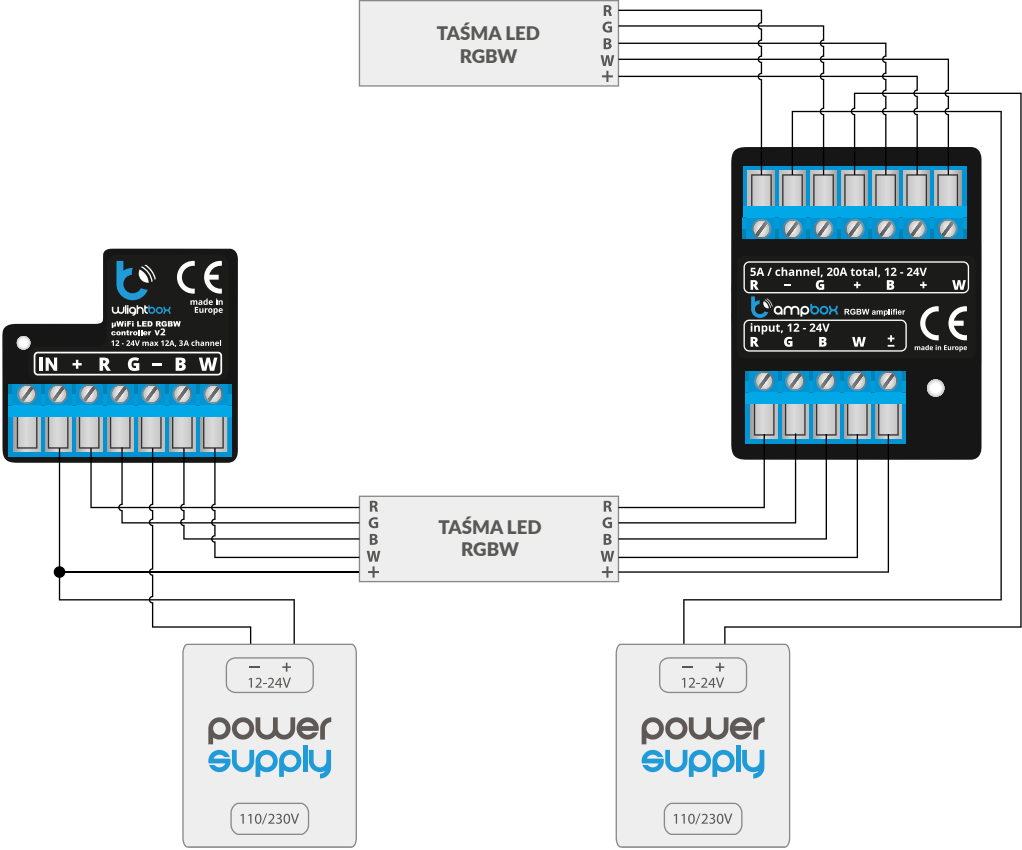 TAŚMA LED
RGBW
R
G
B
W
+
5A / channel, 20A total, 12 - 24V
R − G + B + W
ampbox RGBW amplifier
input, 12 - 24V
R G B W ±
CE
made in Europe
wlightbox
CE
made in
Europe
µWiFi LED RGBW
controller v2
12 - 24V max 12A, 3A channel
IN + R G − B W
TAŚMA LED
RGBW
R
G
B
W
+
R
G
B
W
+
− +
12-24V
power
supply
110/230V
− +
12-24V
power
supply
110/230V